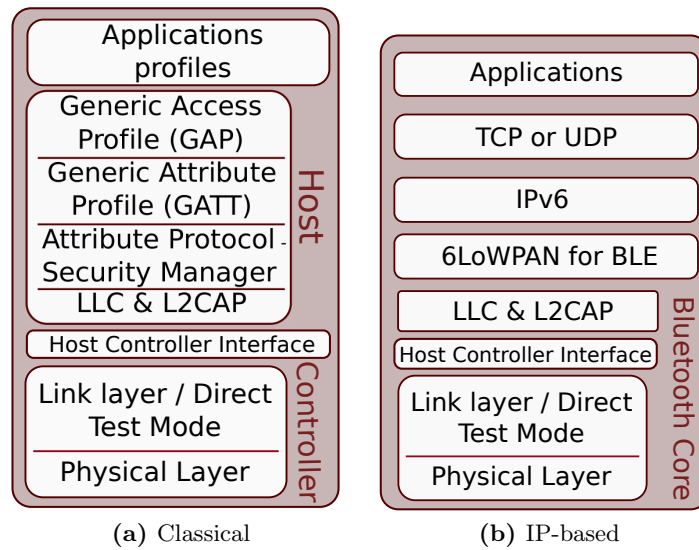 Applications
profiles
Generic Access
Profile (GAP)
Generic Attribute
Profile (GATT)
Attribute Protocol -
Security Manager
LLC & L2CAP
Host
Host Controller Interface
Link layer / Direct
Test Mode
Physical Layer
Controller
(a) Classical
Applications
TCP or UDP
IPv6
6LoWPAN for BLE
LLC & L2CAP
Host Controller Interface
Link layer / Direct
Test Mode
Physical Layer
Bluetooth Core
(b) IP-based